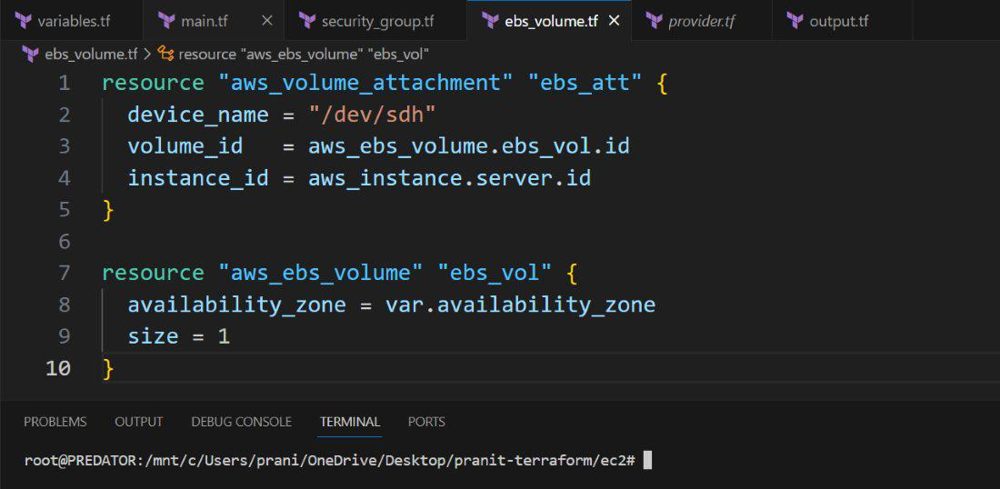 variables.tf main.tf security_group.tf ebs_volume.tf provider.tf output.tf
ebs_volume.tf > resource "aws_ebs_volume" "ebs_vol"
1 resource "aws_volume_attachment" "ebs_att" {
2   device_name = "/dev/sdh"
3   volume_id   = aws_ebs_volume.ebs_vol.id
4   instance_id = aws_instance.server.id
5 }
6
7 resource "aws_ebs_volume" "ebs_vol" {
8   availability_zone = var.availability_zone
9   size = 1
10 }
PROBLEMS OUTPUT DEBUG CONSOLE TERMINAL PORTS
root@PREDATOR:/mnt/c/Users/prani/OneDrive/Desktop/pranit-terraform/ec2#